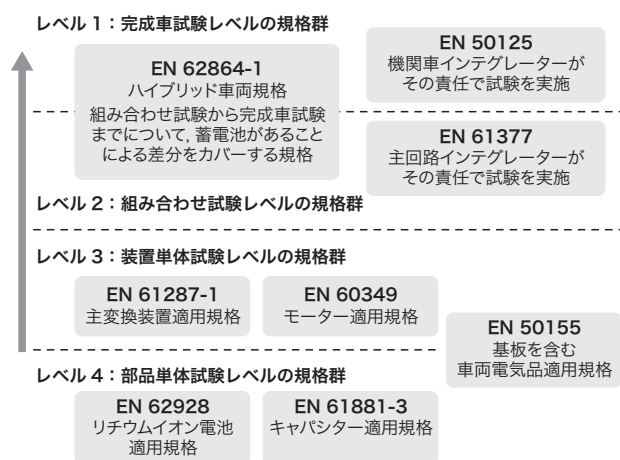 レベル 1：完成車試験レベルの規格群
EN 62864-1
ハイブリッド車両規格
組み合わせ試験から完成車試験
までについて, 蓄電池があること
による差分をカバーする規格
EN 50125
機関車インテグレーターが
その責任で試験を実施
EN 61377
主回路インテグレーターが
その責任で試験を実施
レベル 2：組み合わせ試験レベルの規格群
レベル 3：装置単体試験レベルの規格群
EN 61287-1
主変換装置適用規格
EN 60349
モーター適用規格
EN 50155
基板を含む
車両電気品適用規格
レベル 4：部品単体試験レベルの規格群
EN 62928
リチウムイオン電池
適用規格
EN 61881-3
キャパシター適用規格